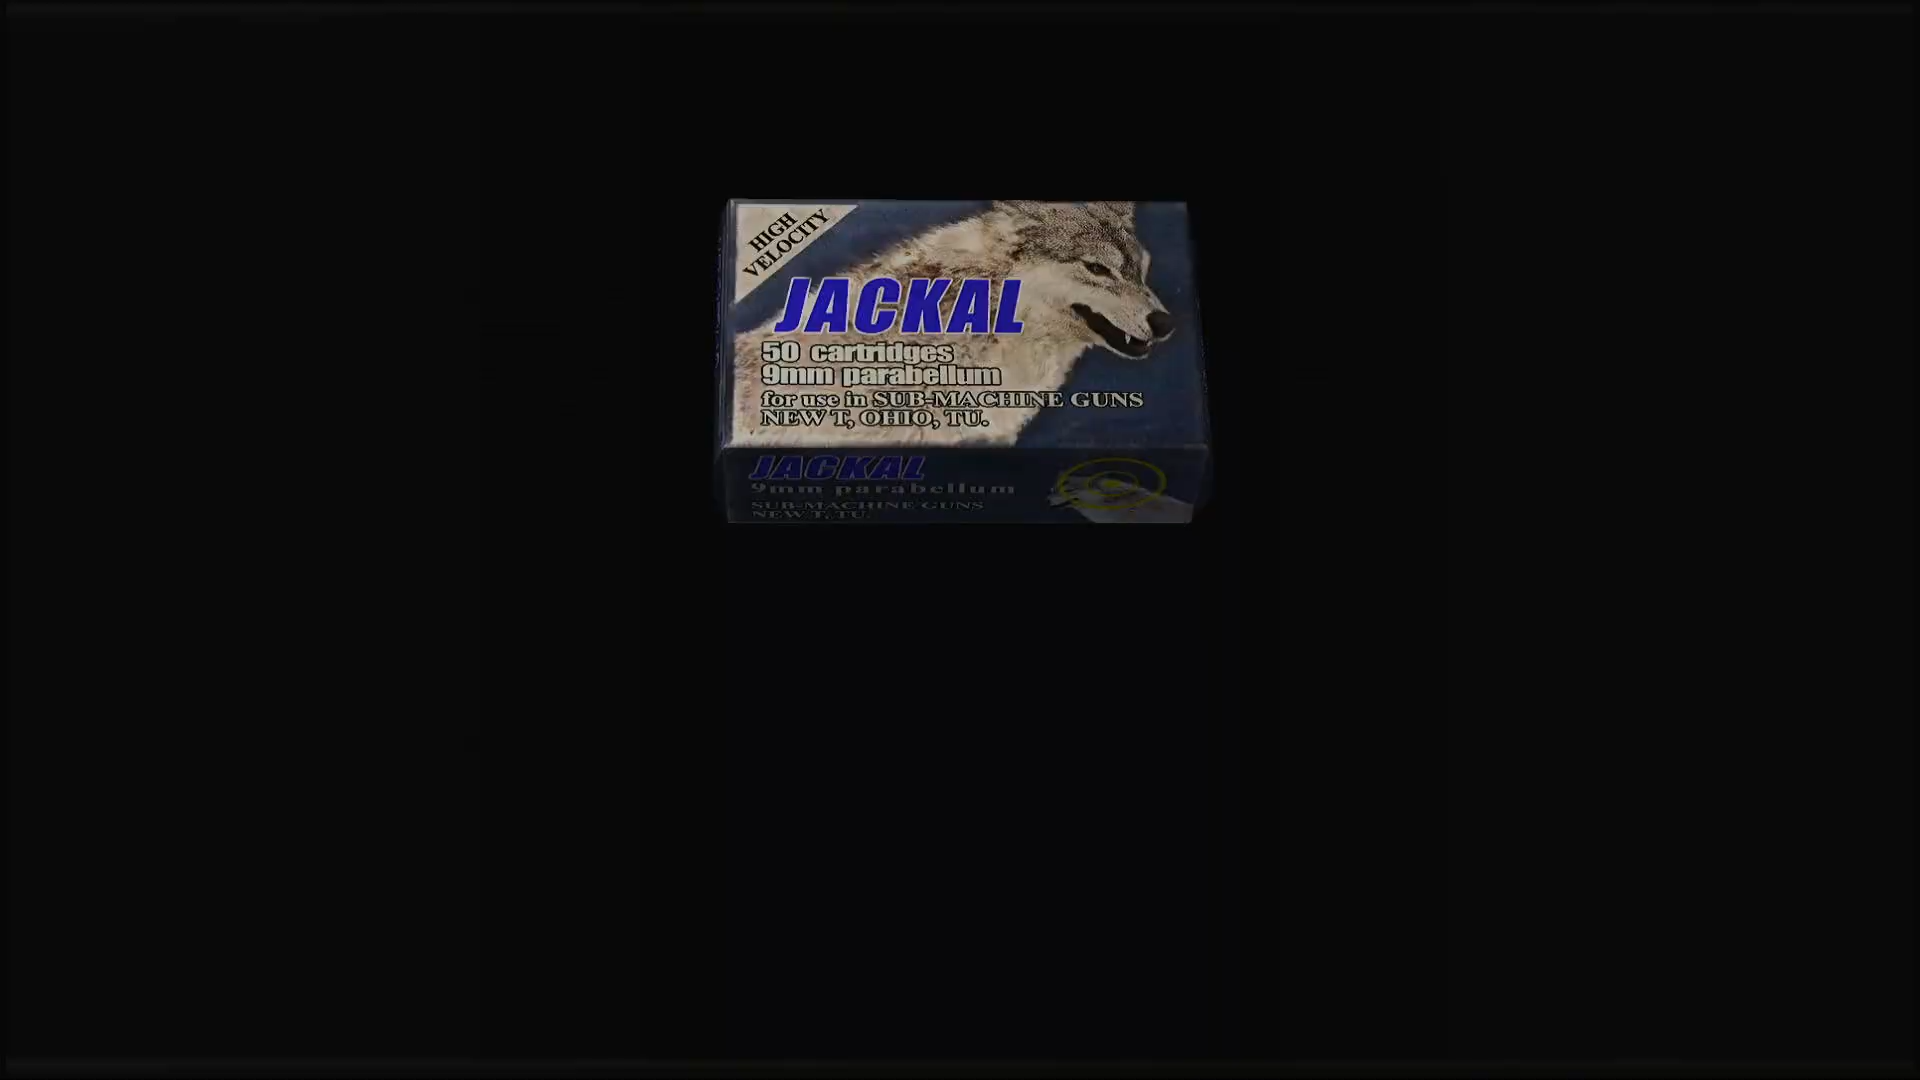 HIGH
VELOCITY
JACKAL
50 cartridges
9mm parabellum
for use in SUB-MACHINE GUNS
NEW T, OHIO, TU.
JACKAL
9mm parabellum
SUB-MACHINE GUNS
NEW T, TU.